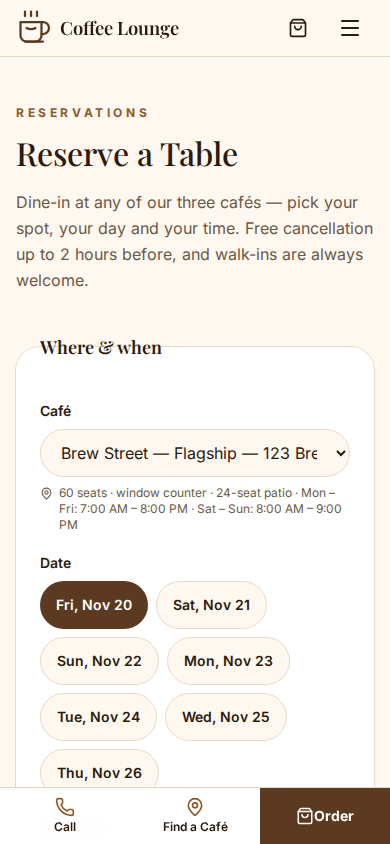 Coffee Lounge
RESERVATIONS
Reserve a Table
Dine-in at any of our three cafés — pick your
spot, your day and your time. Free cancellation
up to 2 hours before, and walk-ins are always
welcome.
Where & when
Café
Brew Street — Flagship — 123 Bre
60 seats · window counter · 24-seat patio · Mon –
Fri: 7:00 AM – 8:00 PM · Sat – Sun: 8:00 AM – 9:00
PM
Date
Fri, Nov 20
Sat, Nov 21
Sun, Nov 22
Mon, Nov 23
Tue, Nov 24
Wed, Nov 25
Thu, Nov 26
Call
Find a Café
Order